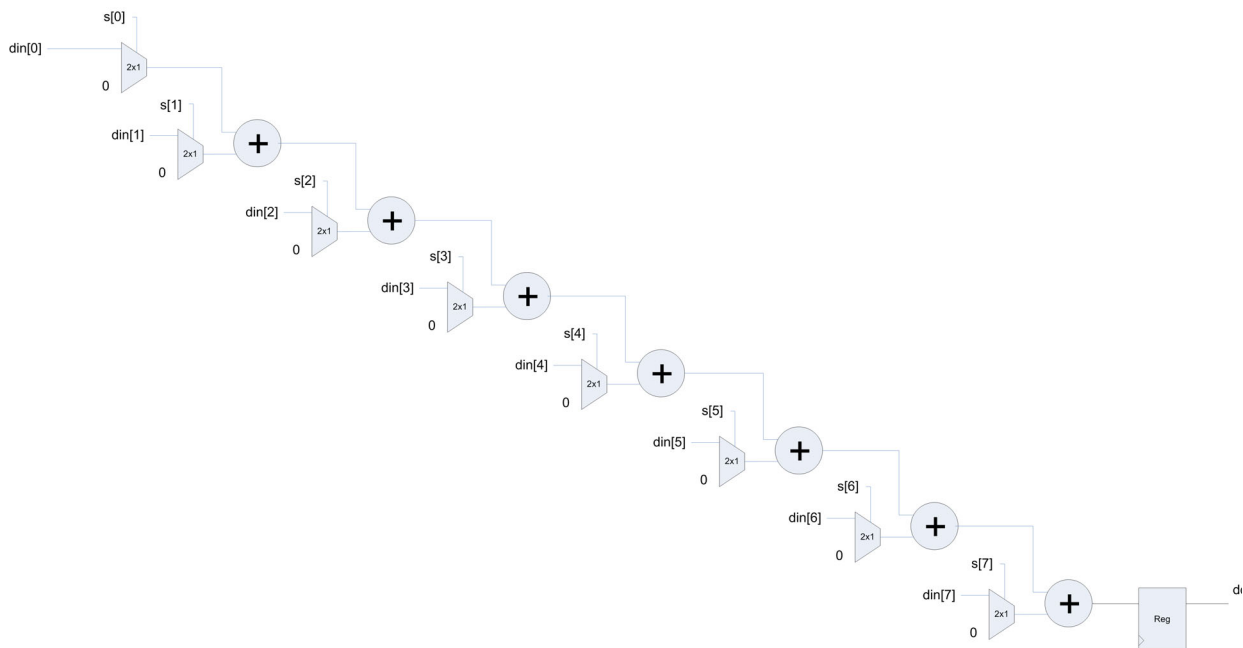 s[0]
din[0]
2x1
0
s[1]
din[1]
2x1
+
0
s[2]
din[2]
2x1
+
0
s[3]
din[3]
2x1
+
0
s[4]
din[4]
2x1
+
0
s[5]
din[5]
2x1
+
0
s[6]
din[6]
2x1
+
0
s[7]
din[7]
2x1
+
0
Reg